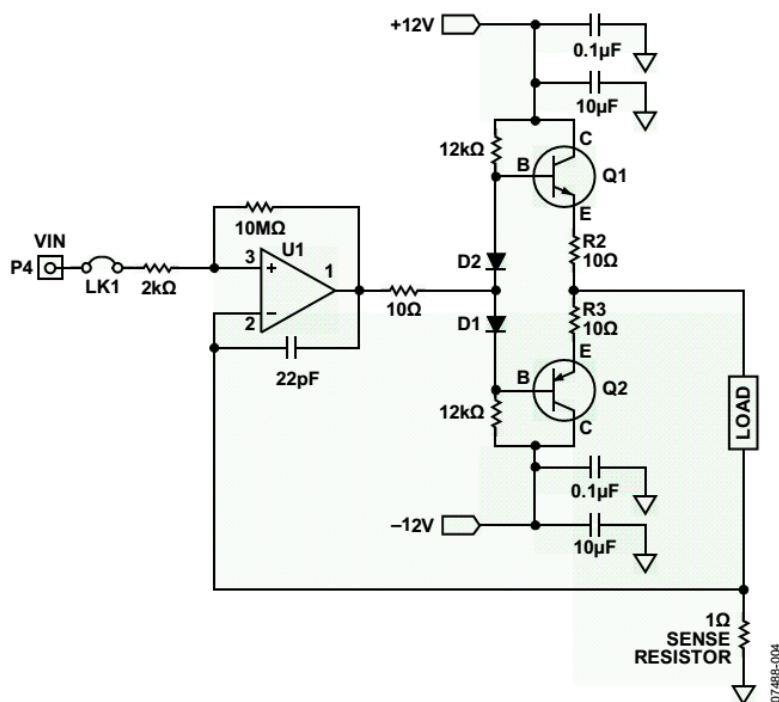 +12V
0.1µF
10µF
12kΩ
C
B
Q1
E
10MΩ
U1
VIN
P4
LK1
2kΩ
3
+
1
2
−
10Ω
D2
R2
10Ω
D1
R3
10Ω
22pF
E
B
Q2
12kΩ
C
LOAD
0.1µF
−12V
10µF
1Ω
SENSE
RESISTOR
07488-004